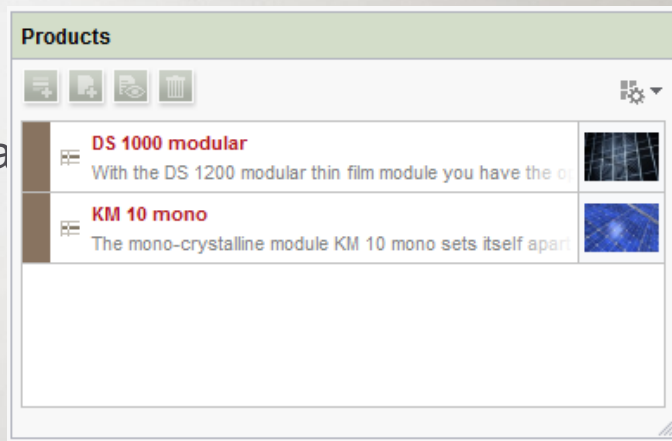 Products
a
DS 1000 modular
With the DS 1200 modular thin film module you have the
KM 10 mono
The mono-crystalline module KM 10 mono sets itself apart